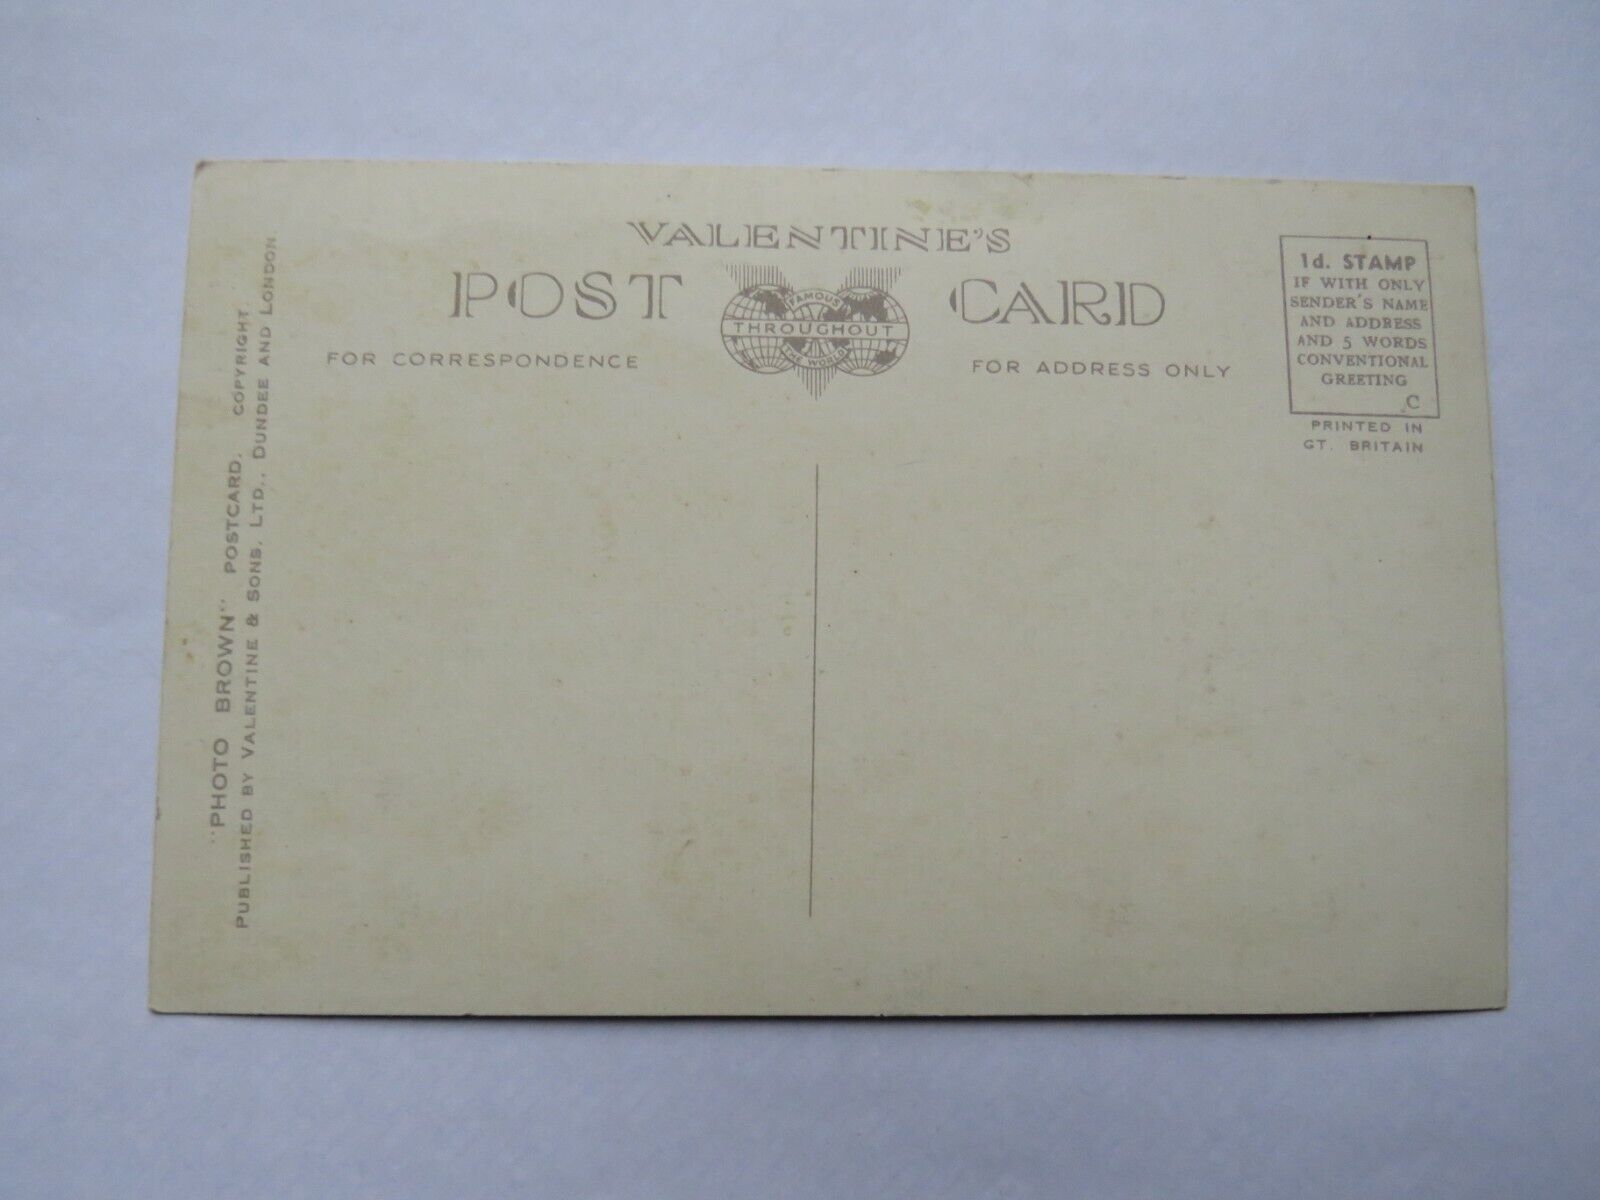 VALENTINE'S
POST CARD
FAMOUS
THROUGHOUT
THE WORLD
FOR CORRESPONDENCE
FOR ADDRESS ONLY
1d. STAMP
IF WITH ONLY
SENDER'S NAME
AND ADDRESS
AND 5 WORDS
CONVENTIONAL
GREETING
C
PRINTED IN
GT. BRITAIN
"PHOTO BROWN" POSTCARD. COPYRIGHT.
PUBLISHED BY VALENTINE & SONS, LTD., DUNDEE AND LONDON